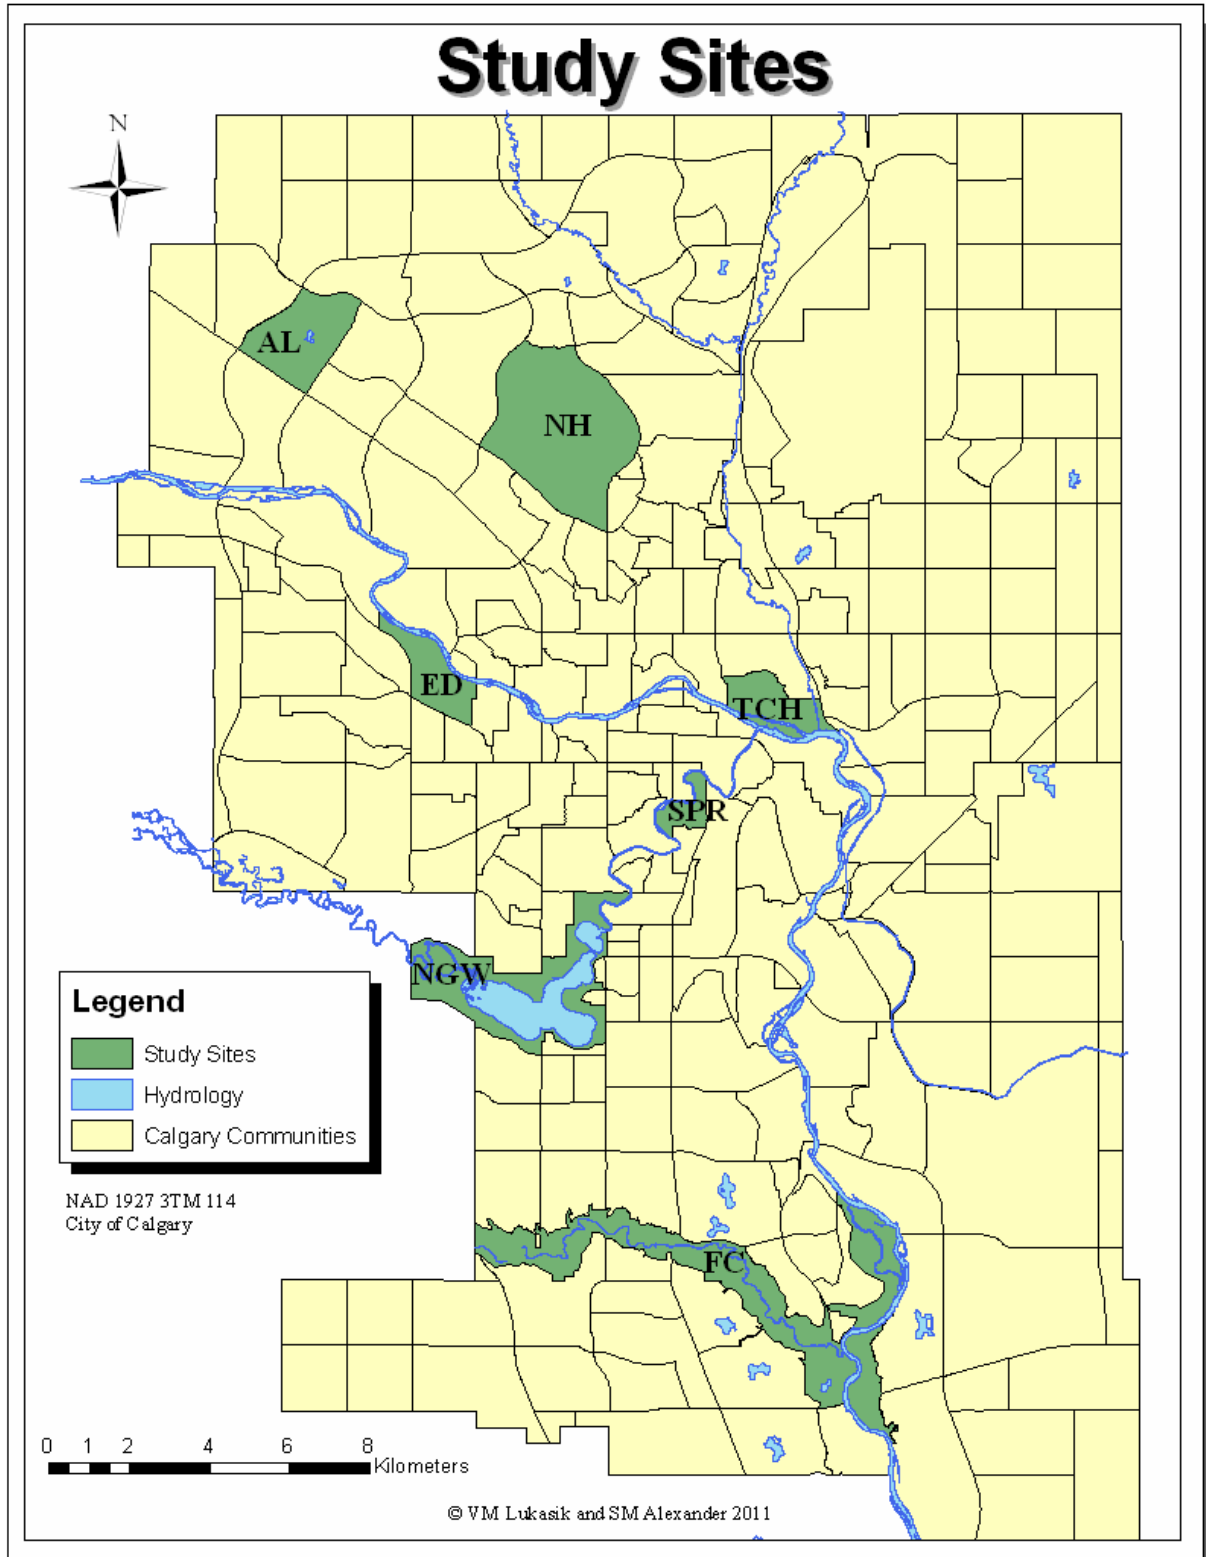 Study Sites
N
AL
NH
ED
TCH
SPR
NGW
Legend
Study Sites
Hydrology
Calgary Communities
NAD 1927 3TM 114
City of Calgary
FC
0 1 2 4 6 8
Kilometers
© VM Lukasik and SM Alexander 2011